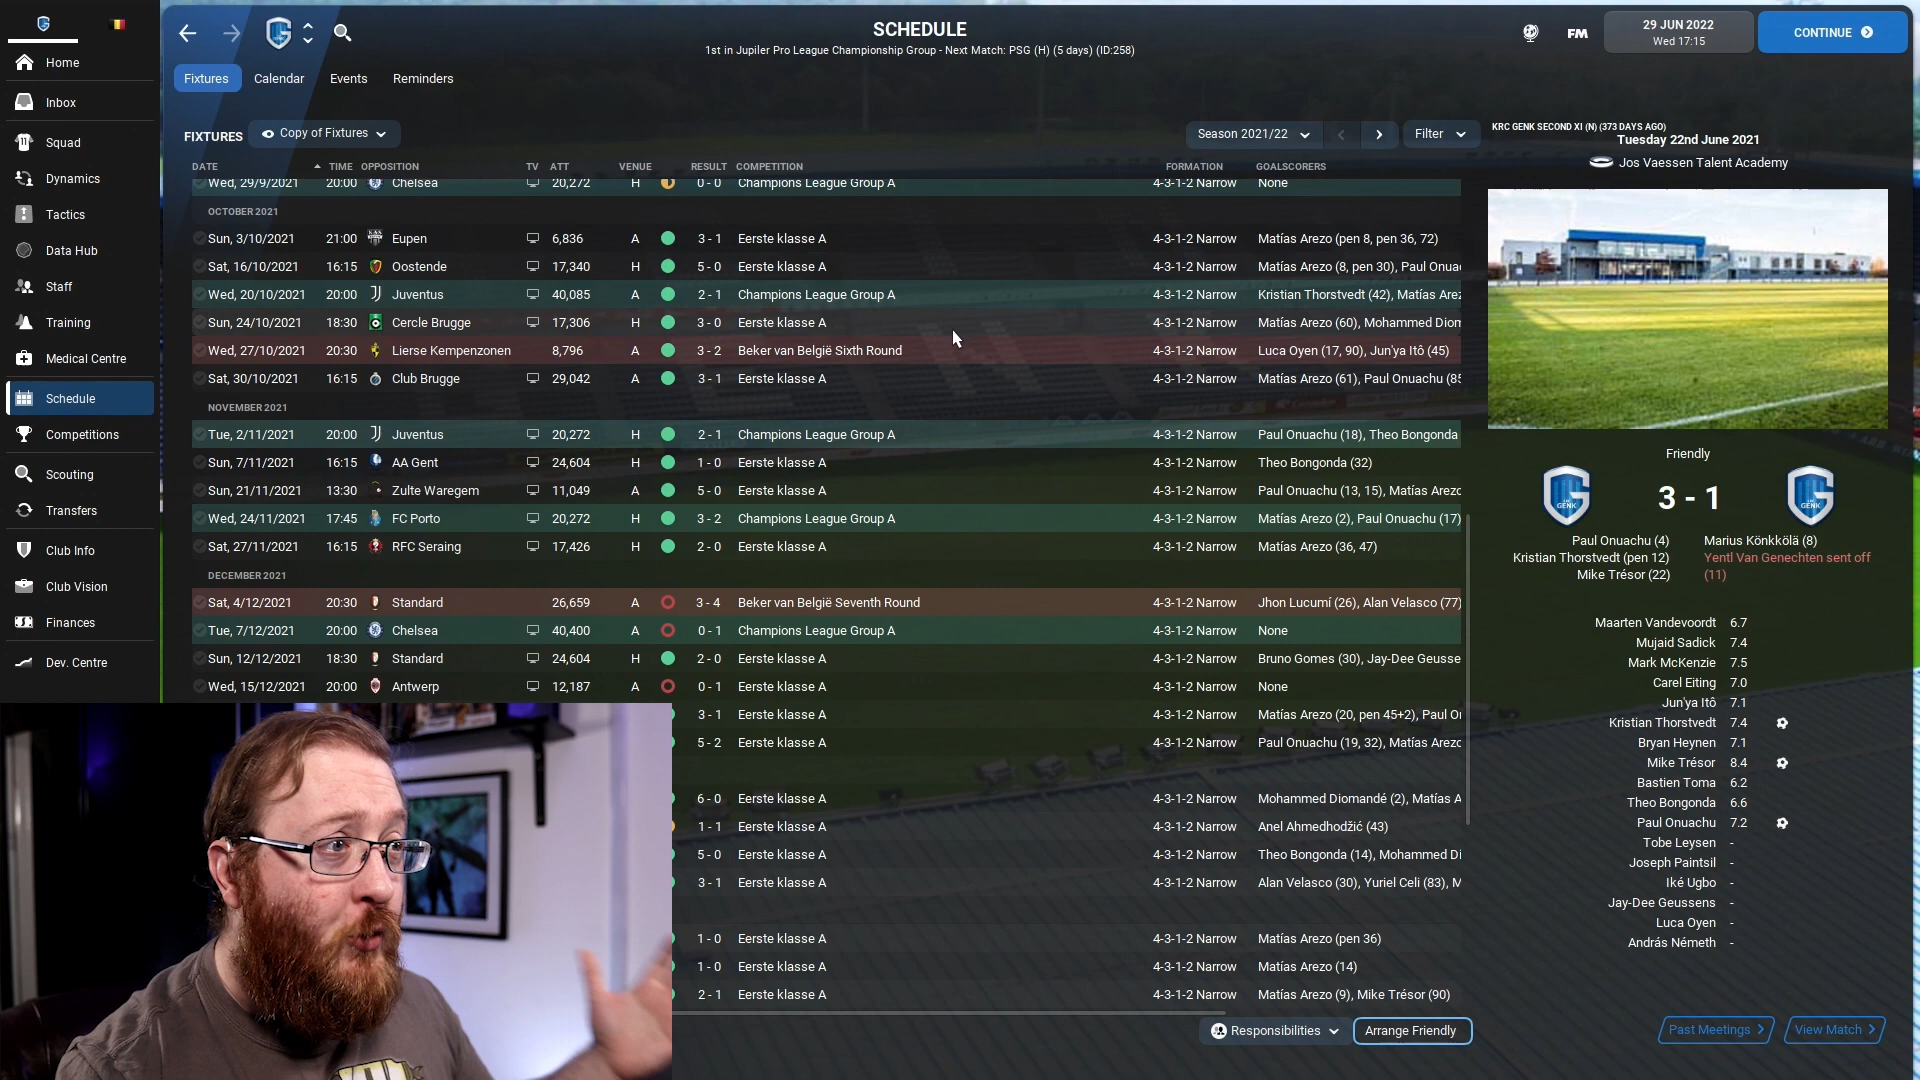 SCHEDULE
1st in Jupiler Pro League Championship Group - Next Match: PSG (H) (5 days) (ID:258)
FM
29 JUN 2022
Wed 17:15
CONTINUE
Home
Inbox
Squad
Dynamics
Tactics
Data Hub
Staff
Training
Medical Centre
Schedule
Competitions
Scouting
Transfers
Club Info
Club Vision
Finances
Dev. Centre
Fixtures Calendar Events Reminders
FIXTURES Copy of Fixtures Season 2021/22 Filter
DATE TIME OPPOSITION TV ATT VENUE RESULT COMPETITION FORMATION GOALSCORERS
Wed, 29/9/2021 20:00 Chelsea 20,272 H 0 - 0 Champions League Group A 4-3-1-2 Narrow None
OCTOBER 2021
Sun, 3/10/2021 21:00 Eupen 6,836 A 3 - 1 Eerste klasse A 4-3-1-2 Narrow Matías Arezo (pen 8, pen 36, 72)
Sat, 16/10/2021 16:15 Oostende 17,340 H 5 - 0 Eerste klasse A 4-3-1-2 Narrow Matías Arezo (8, pen 30), Paul Onuac
Wed, 20/10/2021 20:00 Juventus 40,085 A 2 - 1 Champions League Group A 4-3-1-2 Narrow Kristian Thorstvedt (42), Matías Arez
Sun, 24/10/2021 18:30 Cercle Brugge 17,306 H 3 - 0 Eerste klasse A 4-3-1-2 Narrow Matías Arezo (60), Mohammed Diom
Wed, 27/10/2021 20:30 Lierse Kempenzonen 8,796 A 3 - 2 Beker van België Sixth Round 4-3-1-2 Narrow Luca Oyen (17, 90), Jun'ya Itô (45)
Sat, 30/10/2021 16:15 Club Brugge 29,042 A 3 - 1 Eerste klasse A 4-3-1-2 Narrow Matías Arezo (61), Paul Onuachu (85
NOVEMBER 2021
Tue, 2/11/2021 20:00 Juventus 20,272 H 2 - 1 Champions League Group A 4-3-1-2 Narrow Paul Onuachu (18), Theo Bongonda
Sun, 7/11/2021 16:15 AA Gent 24,604 H 1 - 0 Eerste klasse A 4-3-1-2 Narrow Theo Bongonda (32)
Sun, 21/11/2021 13:30 Zulte Waregem 11,049 A 5 - 0 Eerste klasse A 4-3-1-2 Narrow Paul Onuachu (13, 15), Matías Arezo
Wed, 24/11/2021 17:45 FC Porto 20,272 H 3 - 2 Champions League Group A 4-3-1-2 Narrow Matías Arezo (2), Paul Onuachu (17)
Sat, 27/11/2021 16:15 RFC Seraing 17,426 H 2 - 0 Eerste klasse A 4-3-1-2 Narrow Matías Arezo (36, 47)
DECEMBER 2021
Sat, 4/12/2021 20:30 Standard 26,659 A 3 - 4 Beker van België Seventh Round 4-3-1-2 Narrow Jhon Lucumí (26), Alan Velasco (77)
Tue, 7/12/2021 20:00 Chelsea 40,400 A 0 - 1 Champions League Group A 4-3-1-2 Narrow None
Sun, 12/12/2021 18:30 Standard 24,604 H 2 - 0 Eerste klasse A 4-3-1-2 Narrow Bruno Gomes (30), Jay-Dee Geusse
Wed, 15/12/2021 20:00 Antwerp 12,187 A 0 - 1 Eerste klasse A 4-3-1-2 Narrow None
3 - 1 Eerste klasse A 4-3-1-2 Narrow Matías Arezo (20, pen 45+2), Paul O
5 - 2 Eerste klasse A 4-3-1-2 Narrow Paul Onuachu (19, 32), Matías Arezo
6 - 0 Eerste klasse A 4-3-1-2 Narrow Mohammed Diomandé (2), Matías A
1 - 1 Eerste klasse A 4-3-1-2 Narrow Anel Ahmedhodžić (43)
5 - 0 Eerste klasse A 4-3-1-2 Narrow Theo Bongonda (14), Mohammed Di
3 - 1 Eerste klasse A 4-3-1-2 Narrow Alan Velasco (30), Yuriel Celi (83), M
1 - 0 Eerste klasse A 4-3-1-2 Narrow Matías Arezo (pen 36)
1 - 0 Eerste klasse A 4-3-1-2 Narrow Matías Arezo (14)
2 - 1 Eerste klasse A 4-3-1-2 Narrow Matías Arezo (9), Mike Trésor (90)
Responsibilities Arrange Friendly
KRC GENK SECOND XI (N) (373 DAYS AGO)
Tuesday 22nd June 2021
Jos Vaessen Talent Academy
Friendly
GENK 3 - 1 GENK
Paul Onuachu (4) Marius Könkkölä (8)
Kristian Thorstvedt (pen 12) Yentl Van Genechten sent off
Mike Trésor (22) (11)
Maarten Vandevoordt 6.7
Mujaid Sadick 7.4
Mark McKenzie 7.5
Carel Eiting 7.0
Jun'ya Itô 7.1
Kristian Thorstvedt 7.4
Bryan Heynen 7.1
Mike Trésor 8.4
Bastien Toma 6.2
Theo Bongonda 6.6
Paul Onuachu 7.2
Tobe Leysen -
Joseph Paintsil -
Iké Ugbo -
Jay-Dee Geussens -
Luca Oyen -
András Németh -
Past Meetings View Match